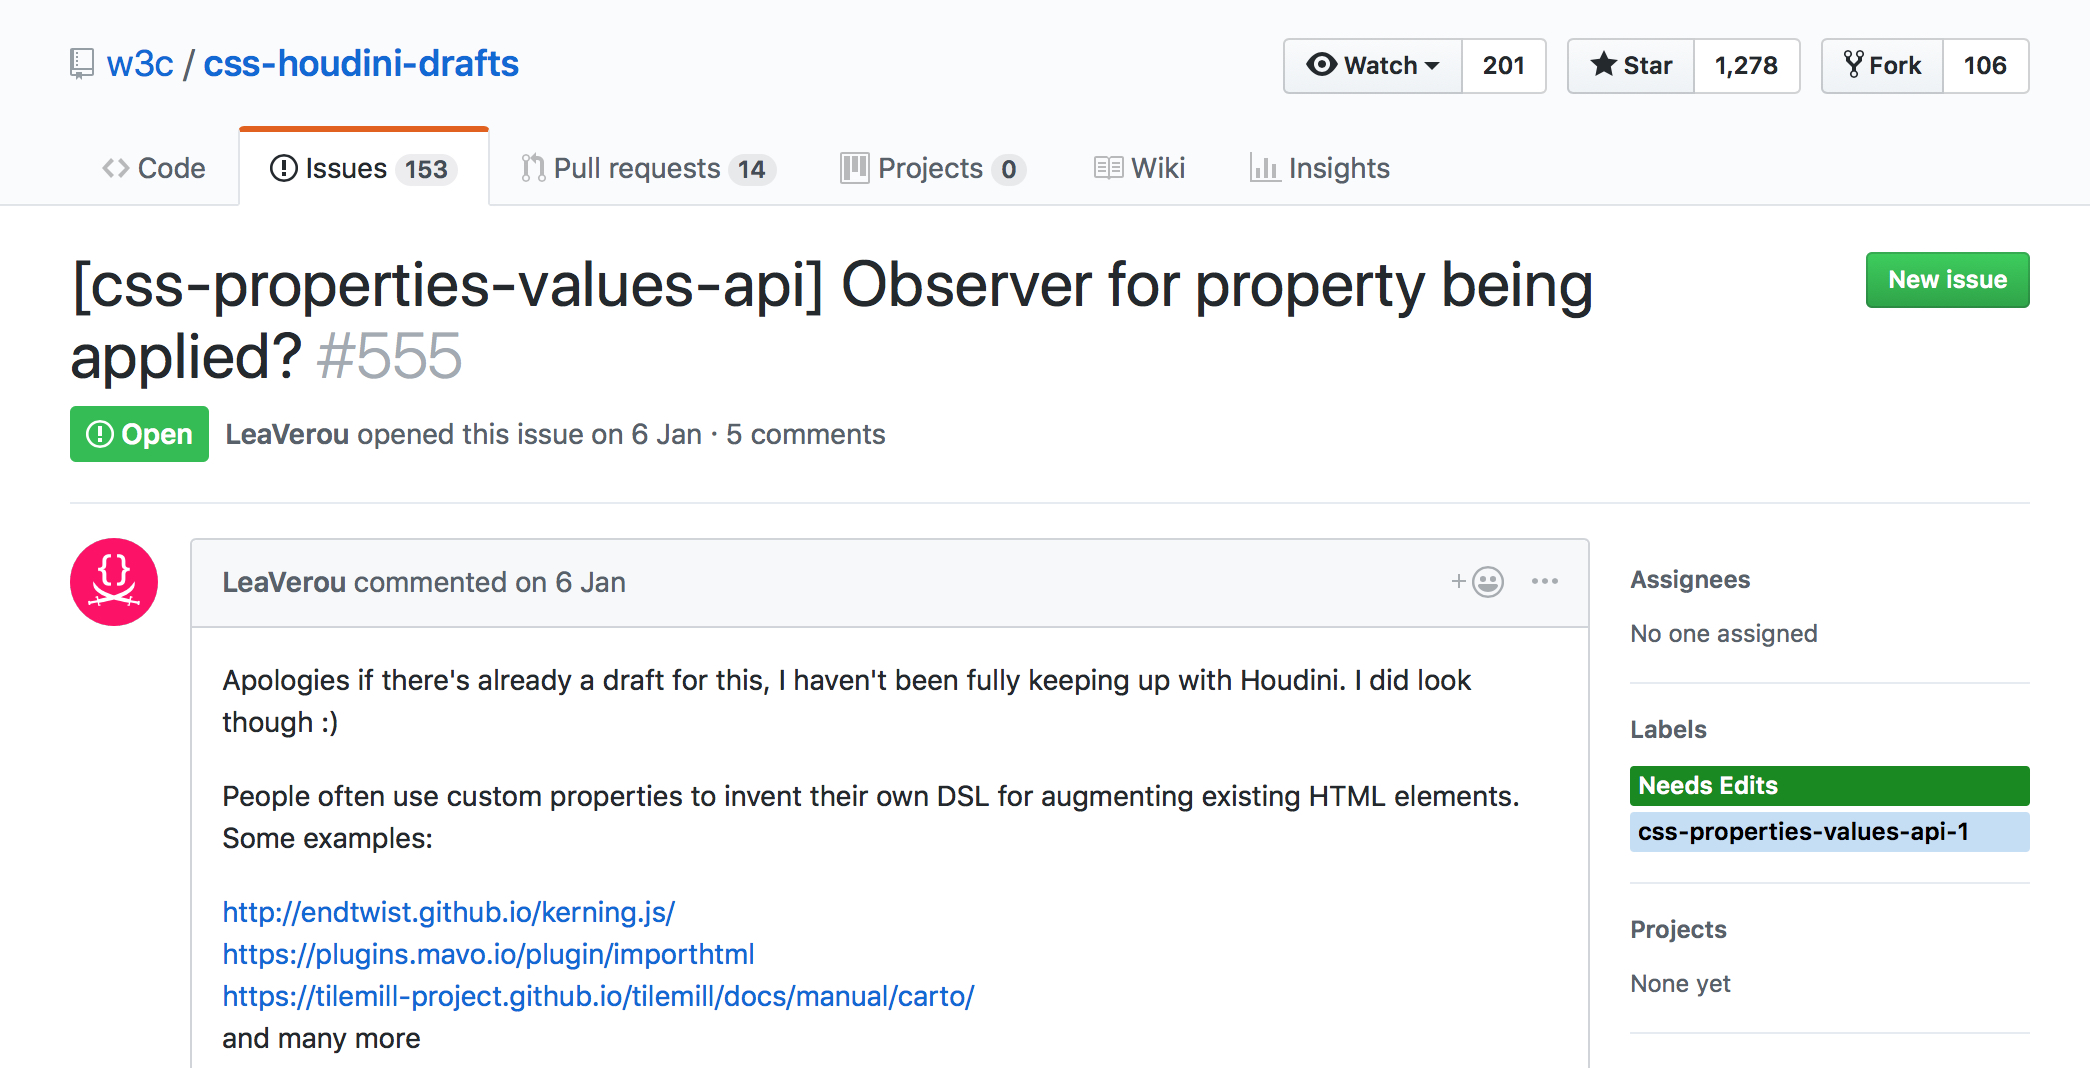 w3c / css-houdini-drafts
Watch 201
Star 1,278
Fork 106
Code
Issues 153
Pull requests 14
Projects 0
Wiki
Insights
[css-properties-values-api] Observer for property being
applied? #555
New issue
Open LeaVerou opened this issue on 6 Jan · 5 comments
{}
LeaVerou commented on 6 Jan
Apologies if there's already a draft for this, I haven't been fully keeping up with Houdini. I did look
though :)
People often use custom properties to invent their own DSL for augmenting existing HTML elements.
Some examples:
http://endtwist.github.io/kerning.js/
https://plugins.mavo.io/plugin/importhtml
https://tilemill-project.github.io/tilemill/docs/manual/carto/
and many more
Assignees
No one assigned
Labels
Needs Edits
css-properties-values-api-1
Projects
None yet